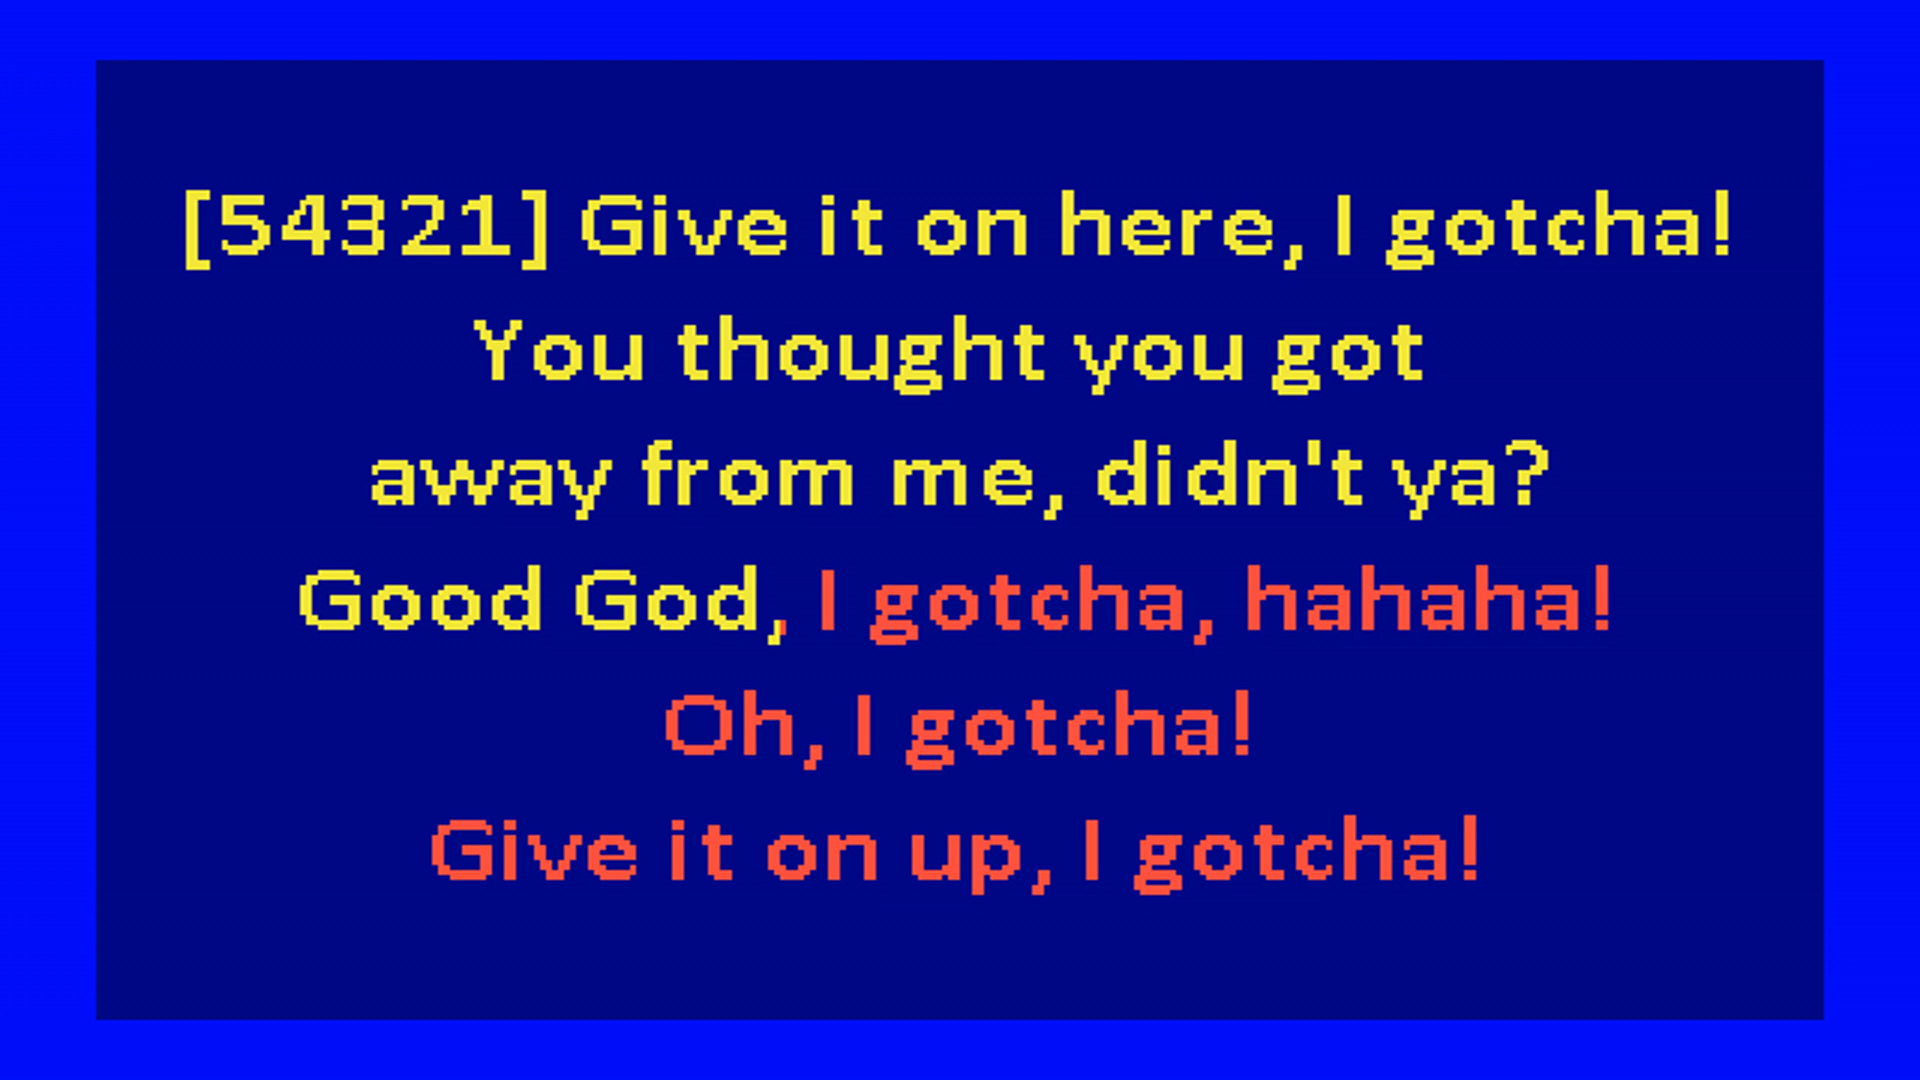 [54321] Give it on here, I gotcha!
You thought you got
away from me, didn't ya?
Good God, I gotcha, hahaha!
Oh, I gotcha!
Give it on up, I gotcha!